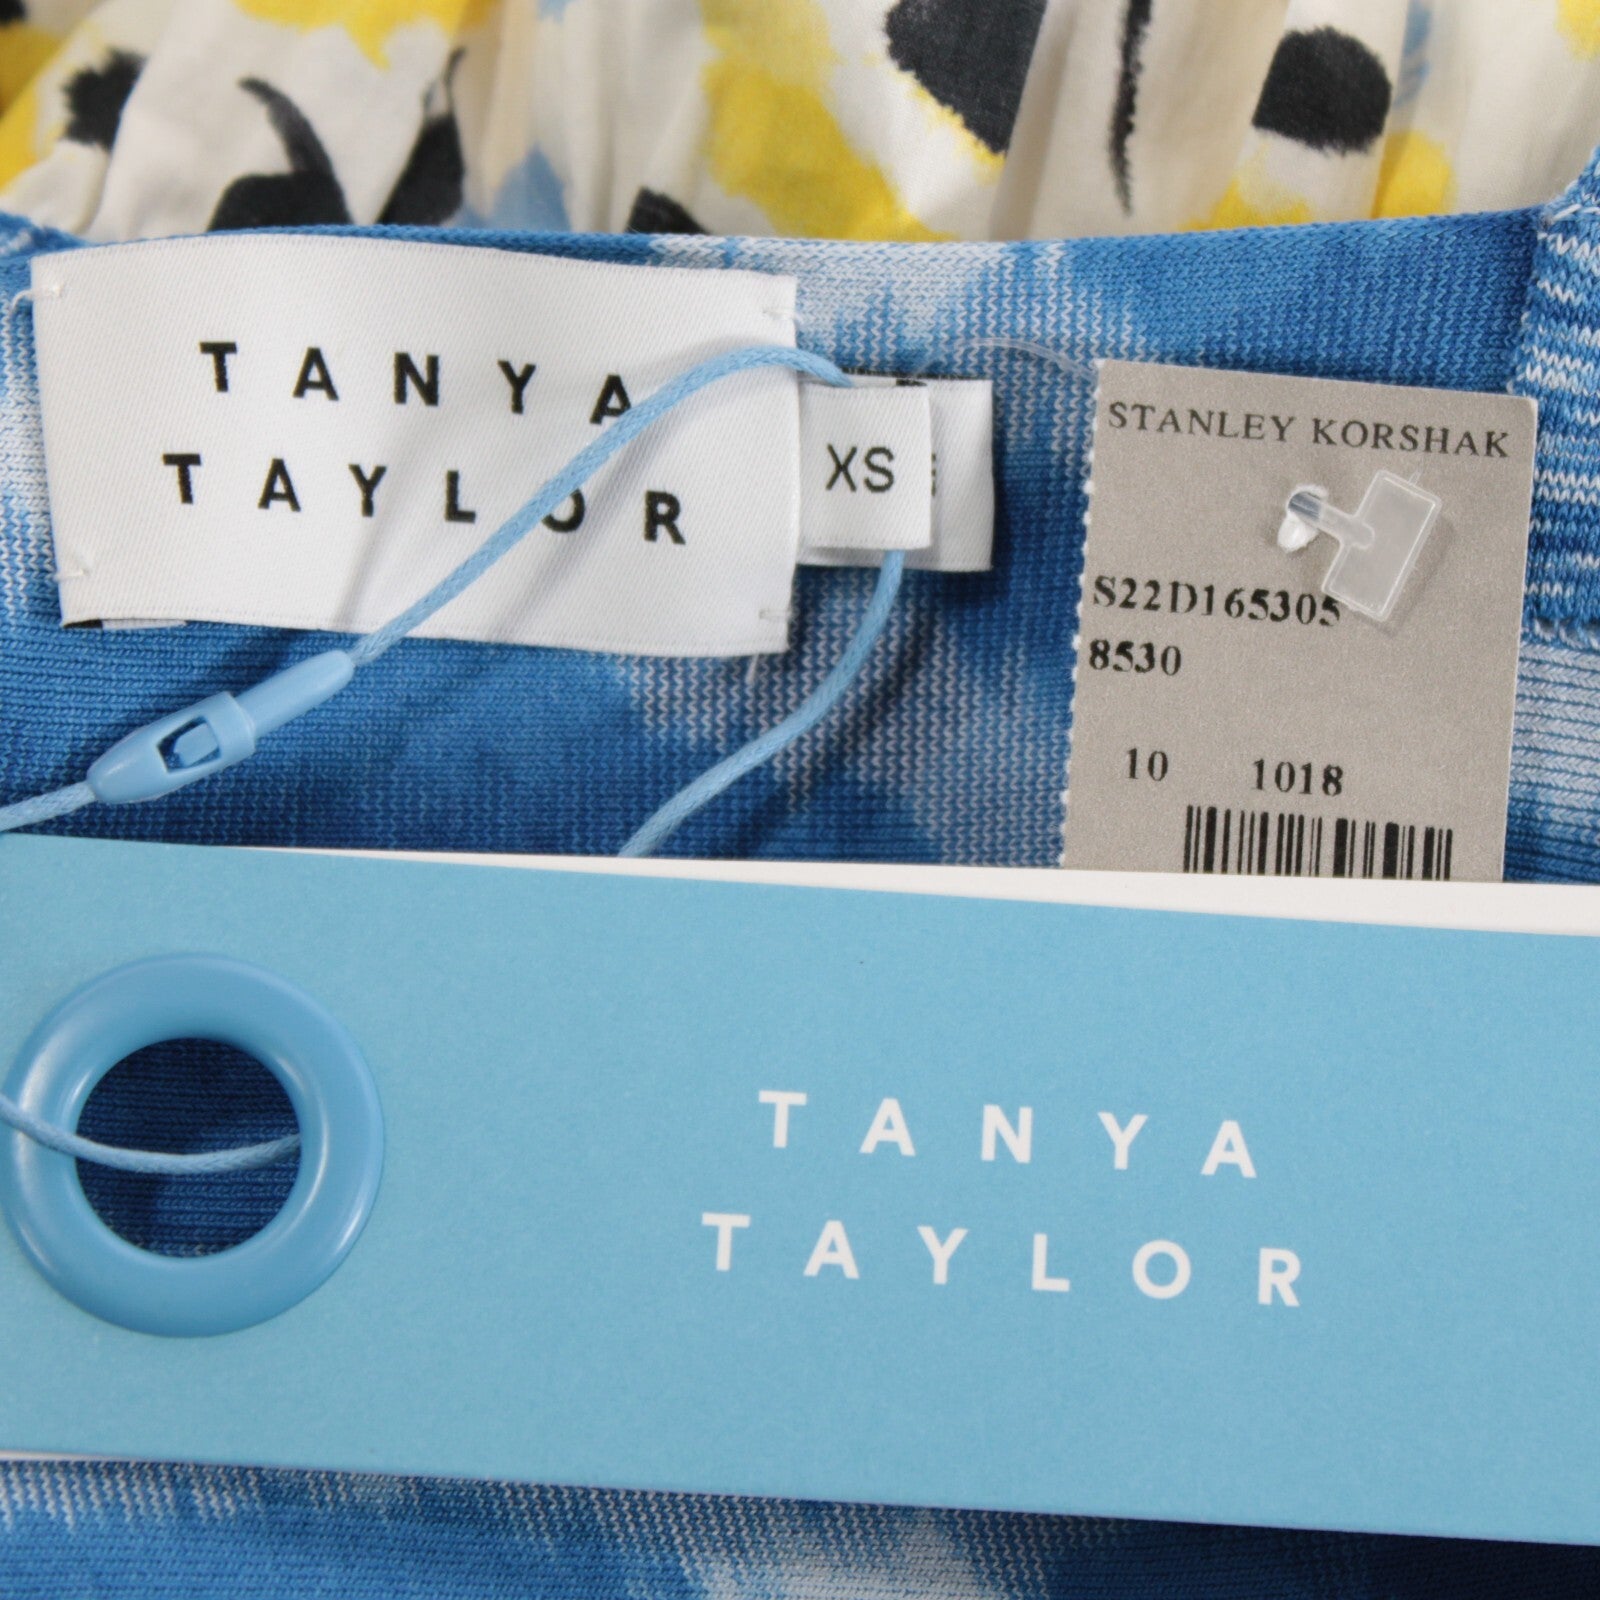 TANYA
TAYLOR
XS
STANLEY KORSHAK
S22D165305
8530
10 1018
TANYA
TAYLOR